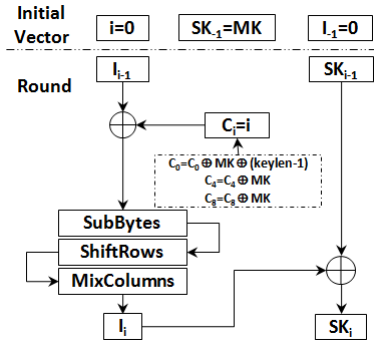 Initial Vector i=0 SK-1=MK I-1=0
Round Ii-1 SKi-1
Ci=i
C0=C0⊕MK⊕(keylen-1)
C4=C4⊕MK
C8=C8⊕MK
SubBytes
ShiftRows
MixColumns
Ii SKi